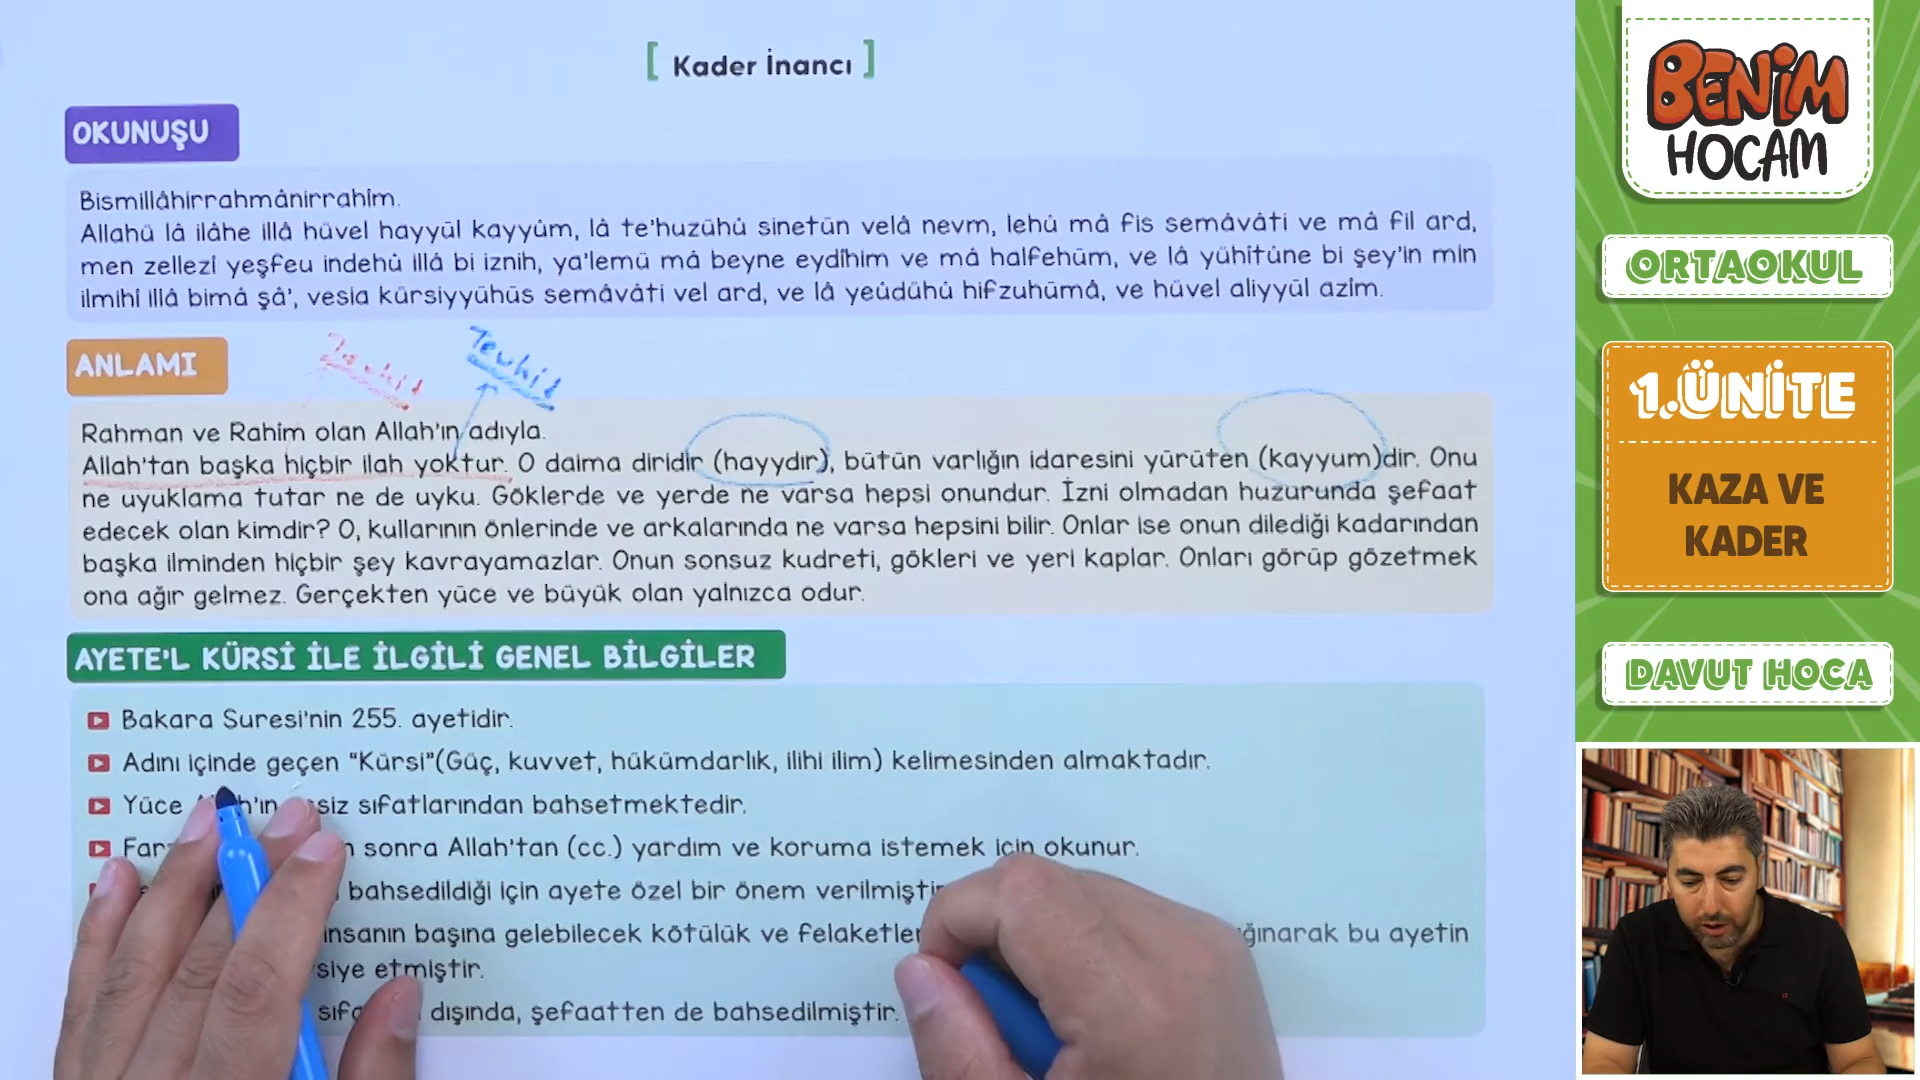 [ Kader İnancı ]
OKUNUŞU
Bismillâhirrahmânirrahîm.
Allahü lâ ilâhe illâ hüvel hayyül kayyûm, lâ te'huzühû sinetün velâ nevm, lehû mâ fis semâvâti ve mâ fil ard,
men zellezî yeşfeu indehû illâ bi iznih, ya'lemü mâ beyne eydîhim ve mâ halfehüm, ve lâ yühîtûne bi şey'in min
ilmihî illâ bimâ şâ', vesia kürsiyyühüs semâvâti vel ard, ve lâ yeûdühû hifzuhümâ, ve hüvel aliyyül azîm.
Tevhid
Tevhid
ANLAMI
Rahman ve Rahîm olan Allah'ın adıyla.
Allah'tan başka hiçbir ilah yoktur. O daima diridir (hayydır), bütün varlığın idaresini yürüten (kayyum)dir. Onu
ne uyuklama tutar ne de uyku. Göklerde ve yerde ne varsa hepsi onundur. İzni olmadan huzurunda şefaat
edecek olan kimdir? O, kullarının önlerinde ve arkalarında ne varsa hepsini bilir. Onlar ise onun dilediği kadarından
başka ilminden hiçbir şey kavrayamazlar. Onun sonsuz kudreti, gökleri ve yeri kaplar. Onları görüp gözetmek
ona ağır gelmez. Gerçekten yüce ve büyük olan yalnızca odur.
AYETE'L KÜRSİ İLE İLGİLİ GENEL BİLGİLER
Bakara Suresi'nin 255. ayetidir.
Adını içinde geçen "Kürsi"(Güç, kuvvet, hükümdarlık, ilihi ilim) kelimesinden almaktadır.
Yüce sıfatlarından bahsetmektedir.
sonra Allah'tan (cc.) yardım ve koruma istemek için okunur.
bahsedildiği için ayete özel bir önem verilmiştir
insanın başına gelebilecek kötülük ve bu ayetin
etmiştir.
dışında, şefaatten de bahsedilmiştir.
BENİM
HOCAM
ORTAOKUL
1.ÜNİTE
KAZA VE
KADER
DAVUT HOCA